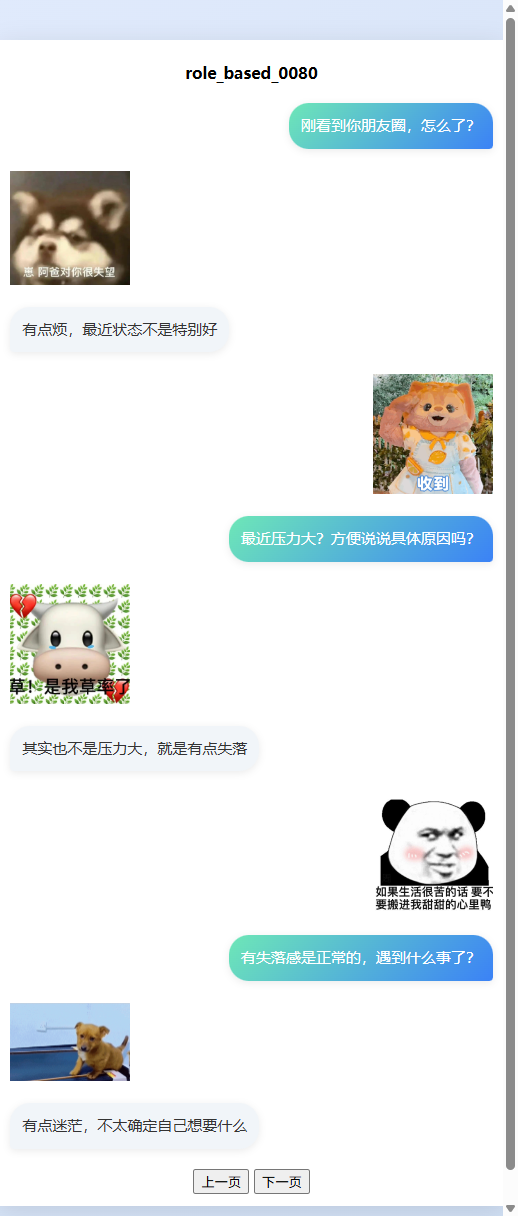 role_based_0080
刚看到你朋友圈，怎么了？
崽 阿爸对你很失望
有点烦，最近状态不是特别好
收到
最近压力大？方便说说具体原因吗？
草！是我草率了
其实也不是压力大，就是有点失落
如果生活很苦的话 要不
要搬进我甜甜的心里鸭
有失落感是正常的，遇到什么事了？
有点迷茫，不太确定自己想要什么
上一页 下一页